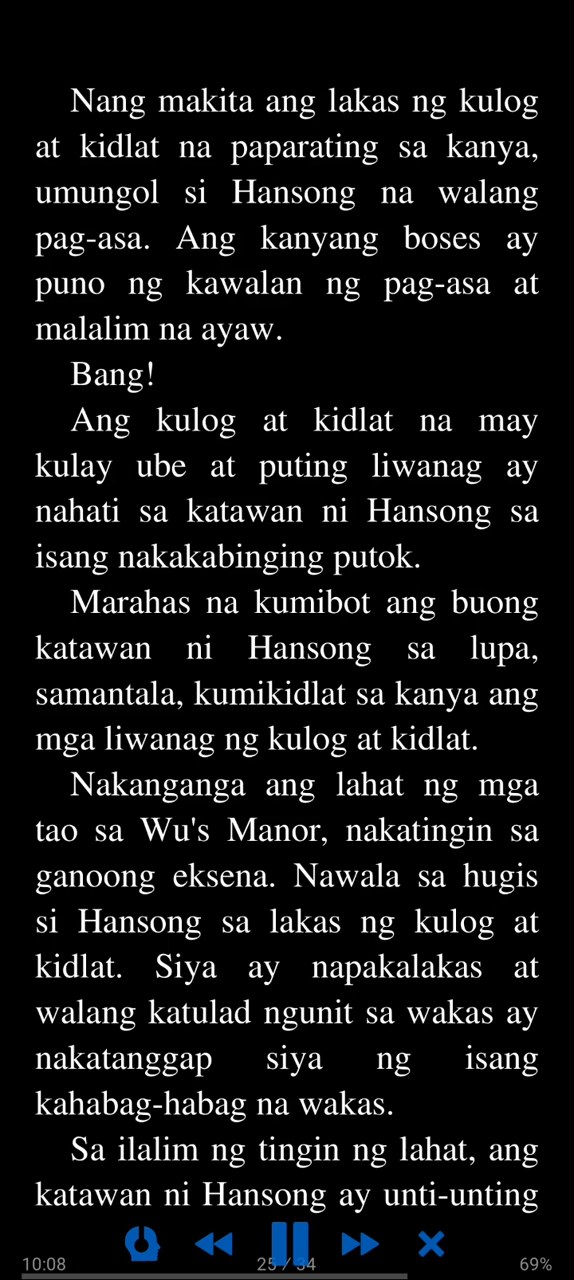 Nang makita ang lakas ng kulog
at kidlat na paparating sa kanya,
umungol si Hansong na walang
pag-asa. Ang kanyang boses ay
puno ng kawalan ng pag-asa at
malalim na ayaw.
Bang!
Ang kulog at kidlat na may
kulay ube at puting liwanag ay
nahati sa katawan ni Hansong sa
isang nakakabinging putok.
Marahas na kumibot ang buong
katawan ni Hansong sa lupa,
samantala, kumikidlat sa kanya ang
mga liwanag ng kulog at kidlat.
Nakanganga ang lahat ng mga
tao sa Wu's Manor, nakatingin sa
ganoong eksena. Nawala sa hugis
si Hansong sa lakas ng kulog at
kidlat. Siya ay napakalakas at
walang katulad ngunit sa wakas ay
nakatanggap siya ng isang
kahabag-habag na wakas.
Sa ilalim ng tingin ng lahat, ang
katawan ni Hansong ay unti-unting
10:08 25 / 34 69%